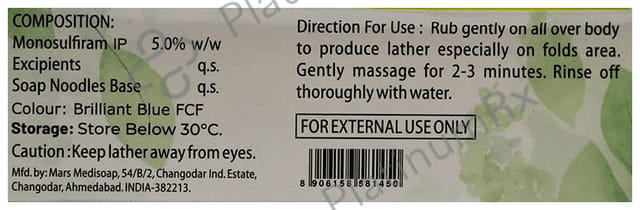 COMPOSITION:
Monosulfiram IP 5.0% w/w
Excipients q.s.
Soap Noodles Base q.s.
Colour: Brilliant Blue FCF
Storage: Store Below 30°C.
Caution :Keep lather away from eyes.
Mfd. by: Mars Medisoap, 54/B/2, Changodar Ind. Estate,
Changodar, Ahmedabad. INDIA-382213.
Direction For Use : Rub gently on all over body
to produce lather especially on folds area.
Gently massage for 2-3 minutes. Rinse off
thoroughly with water.
FOR EXTERNAL USE ONLY
8 906156 581450
PlatinumRx